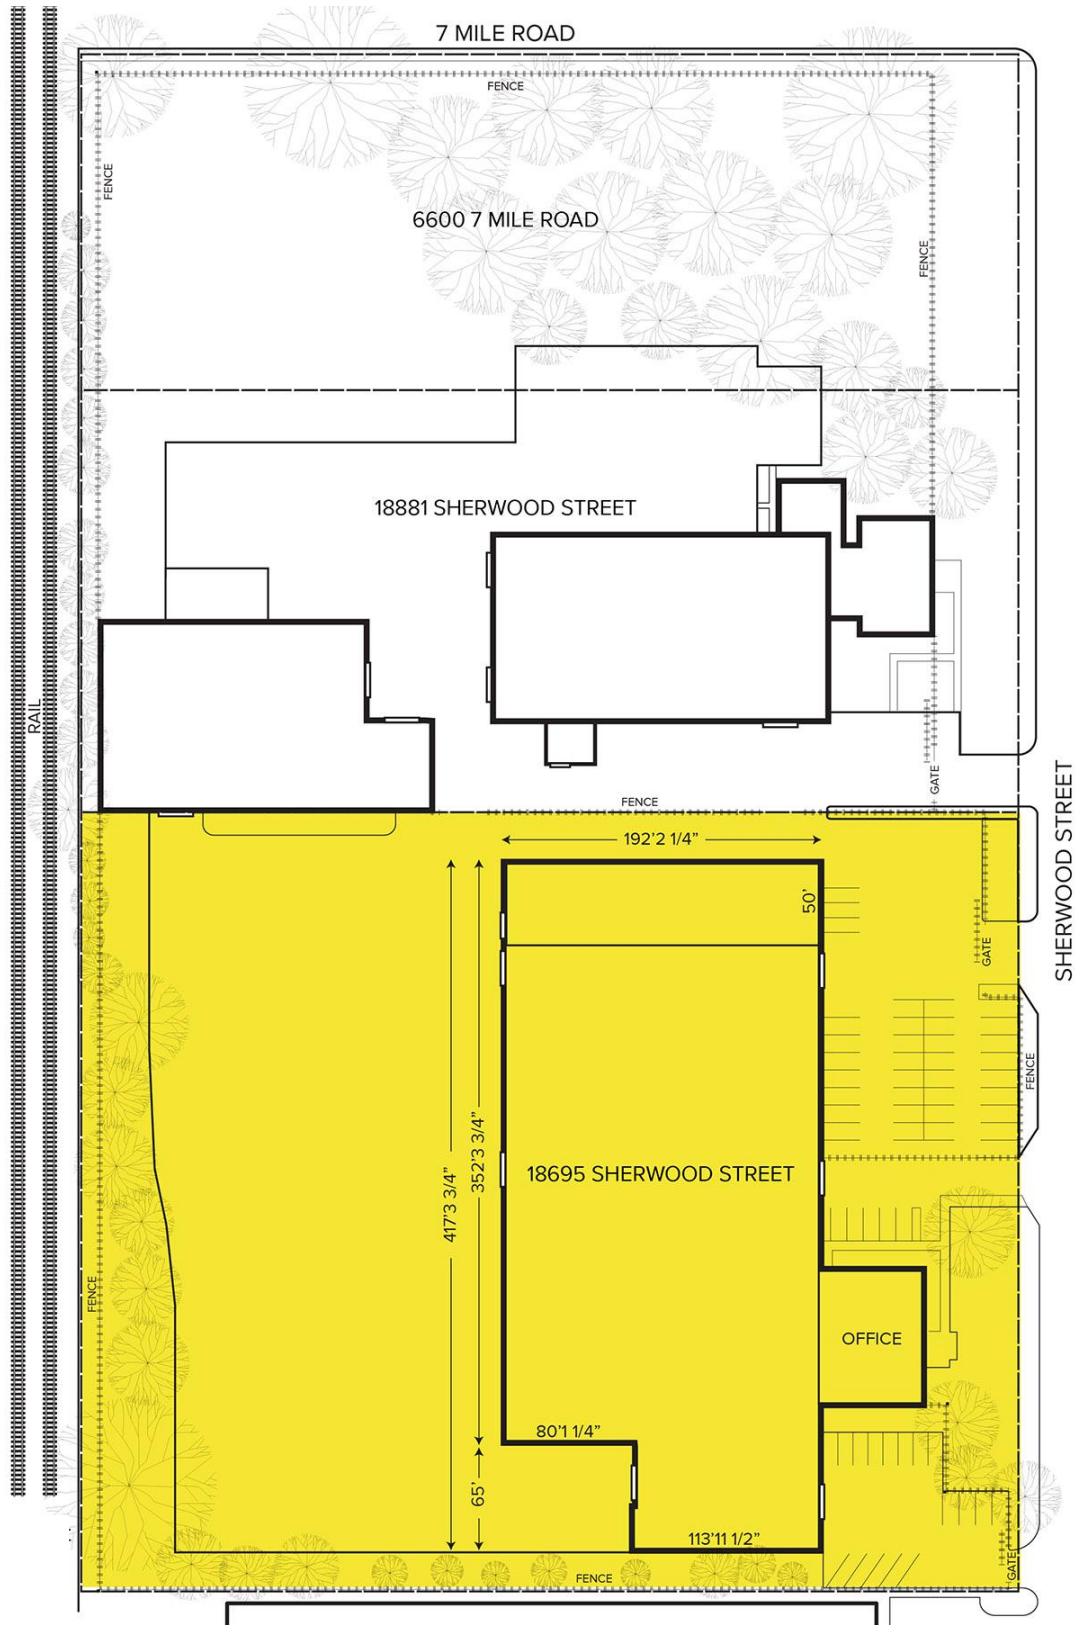 7 MILE ROAD
FENCE
FENCE
6600 7 MILE ROAD
FENCE
18881 SHERWOOD STREET
RAIL
GATE
FENCE
SHERWOOD STREET
192'2 1/4"
50'
GATE
FENCE
417'3 3/4"
352'3 3/4"
18695 SHERWOOD STREET
FENCE
OFFICE
80'1 1/4"
65'
113'11 1/2"
FENCE
GATE